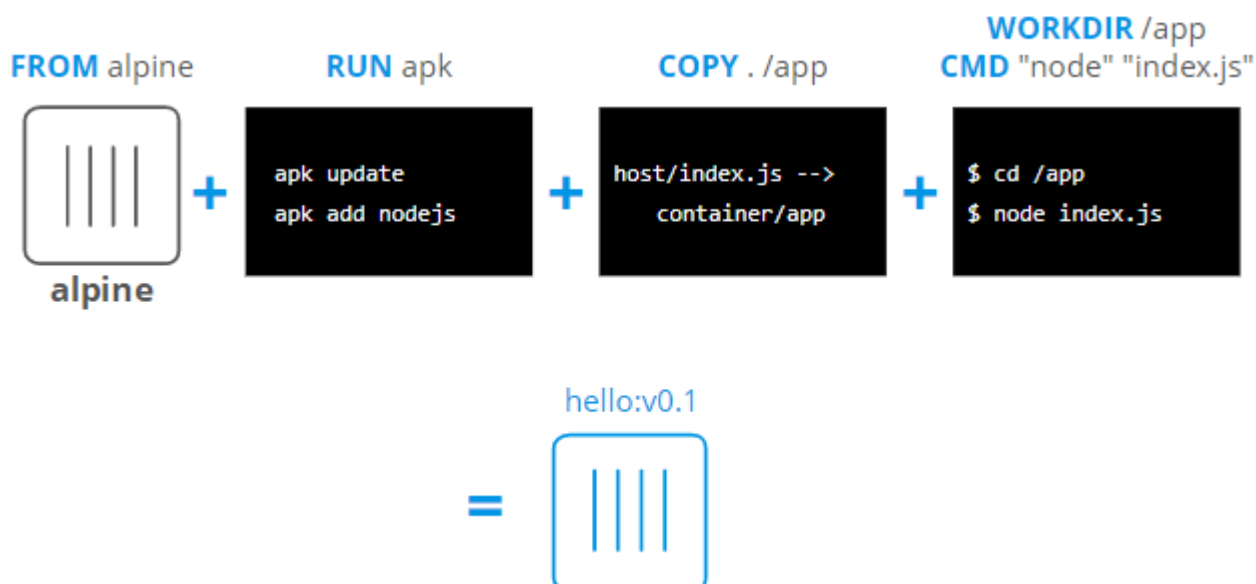 FROM alpine
RUN apk
COPY . /app
WORKDIR /app
CMD "node" "index.js"
apk update
apk add nodejs
host/index.js -->
container/app
$ cd /app
$ node index.js
+
+
+
alpine
hello:v0.1
=